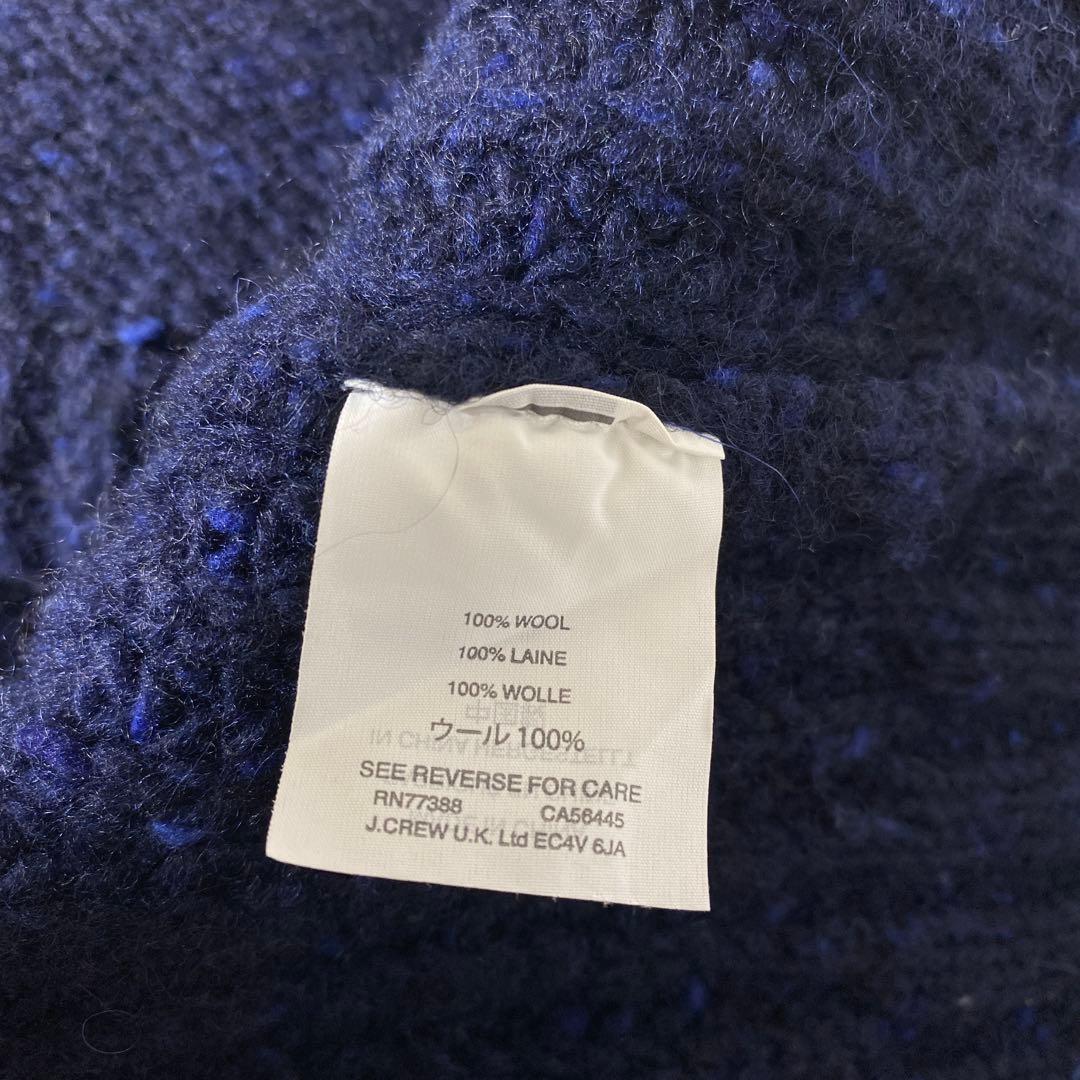 100% WOOL
100% LAINE
100% WOLLE
ウール 100%
SEE REVERSE FOR CARE
RN77388 CA56445
J.CREW U.K. Ltd EC4V 6JA